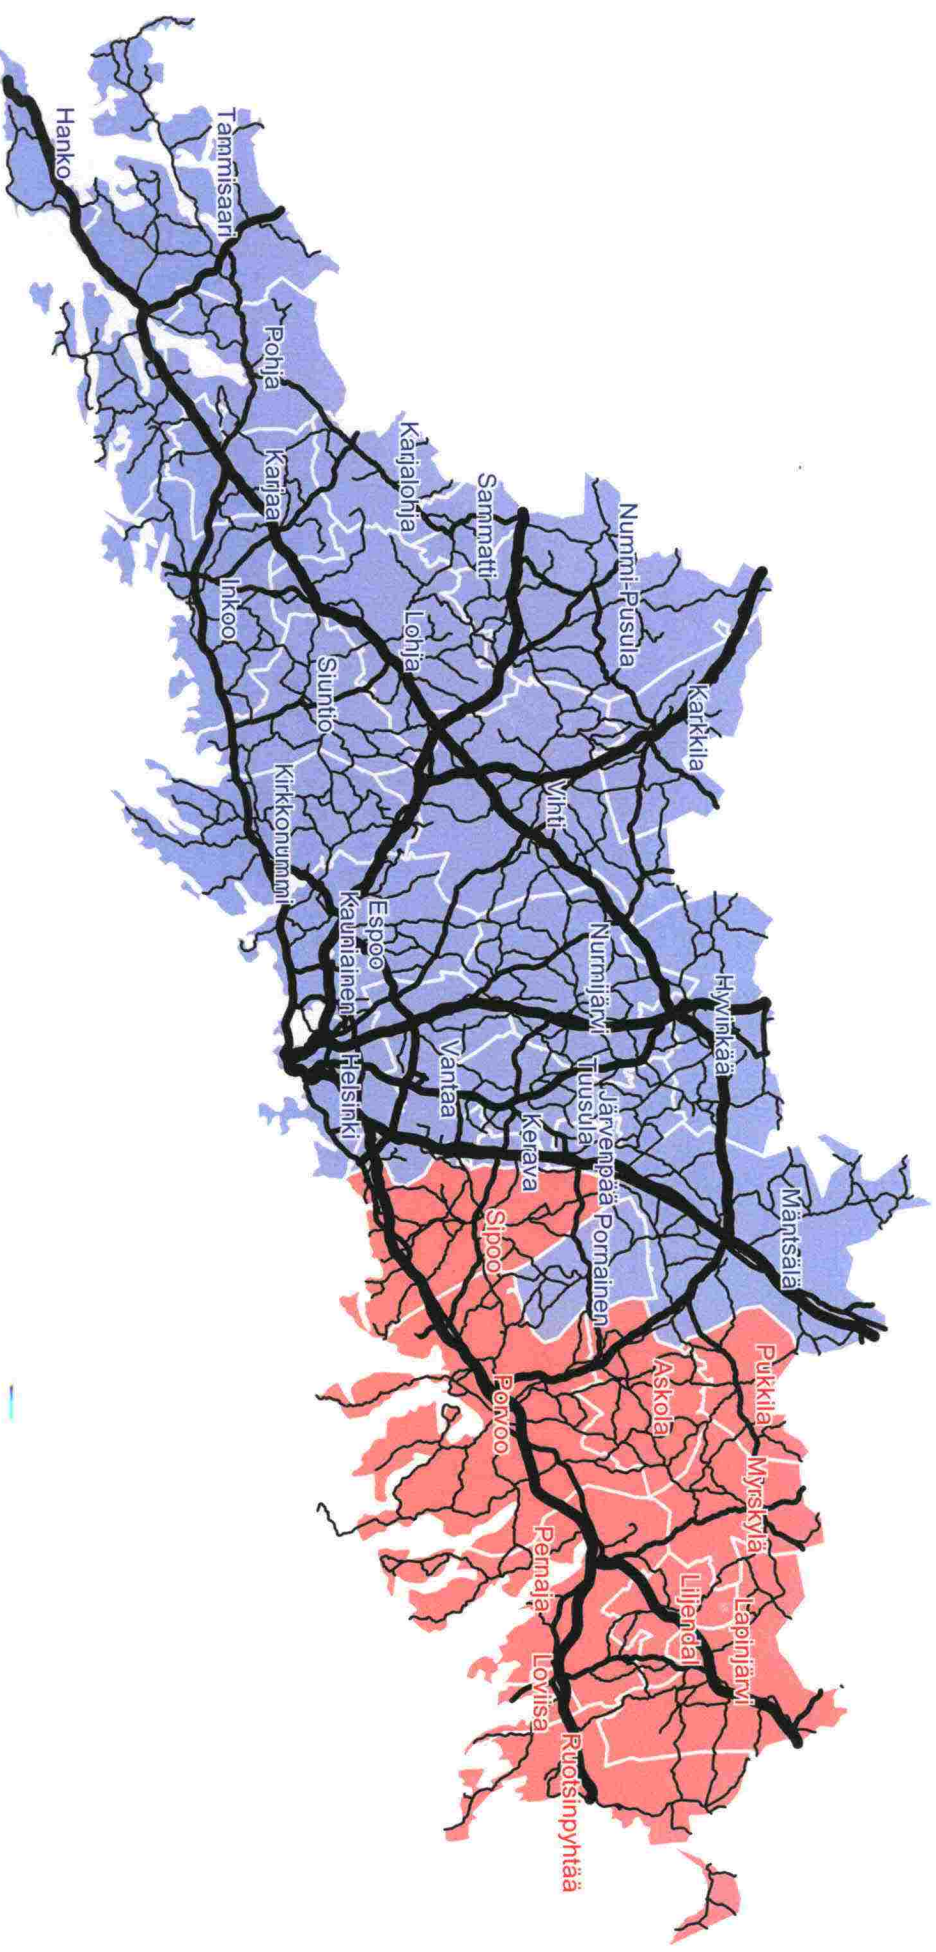 Hanko
Tammisaari
Pohja
Karjaa
Karjalohja
Sammatti
Nummi-Pusula
Inkoo
Lohja
Siuntio
Karkkila
Kirkkonummi
Vihti
Espoo
Kauniainen
Nurmijärvi
Hyvinkää
Vantaa
Helsinki
Tuusula
Järvenpää
Kerava
Mäntsälä
Pornainen
Sipoo
Pukkila
Askola
Porvoo
Myrskylä
Pernaja
Liljendal
Lapinjärvi
Loviisa
Ruotsinpyhtää